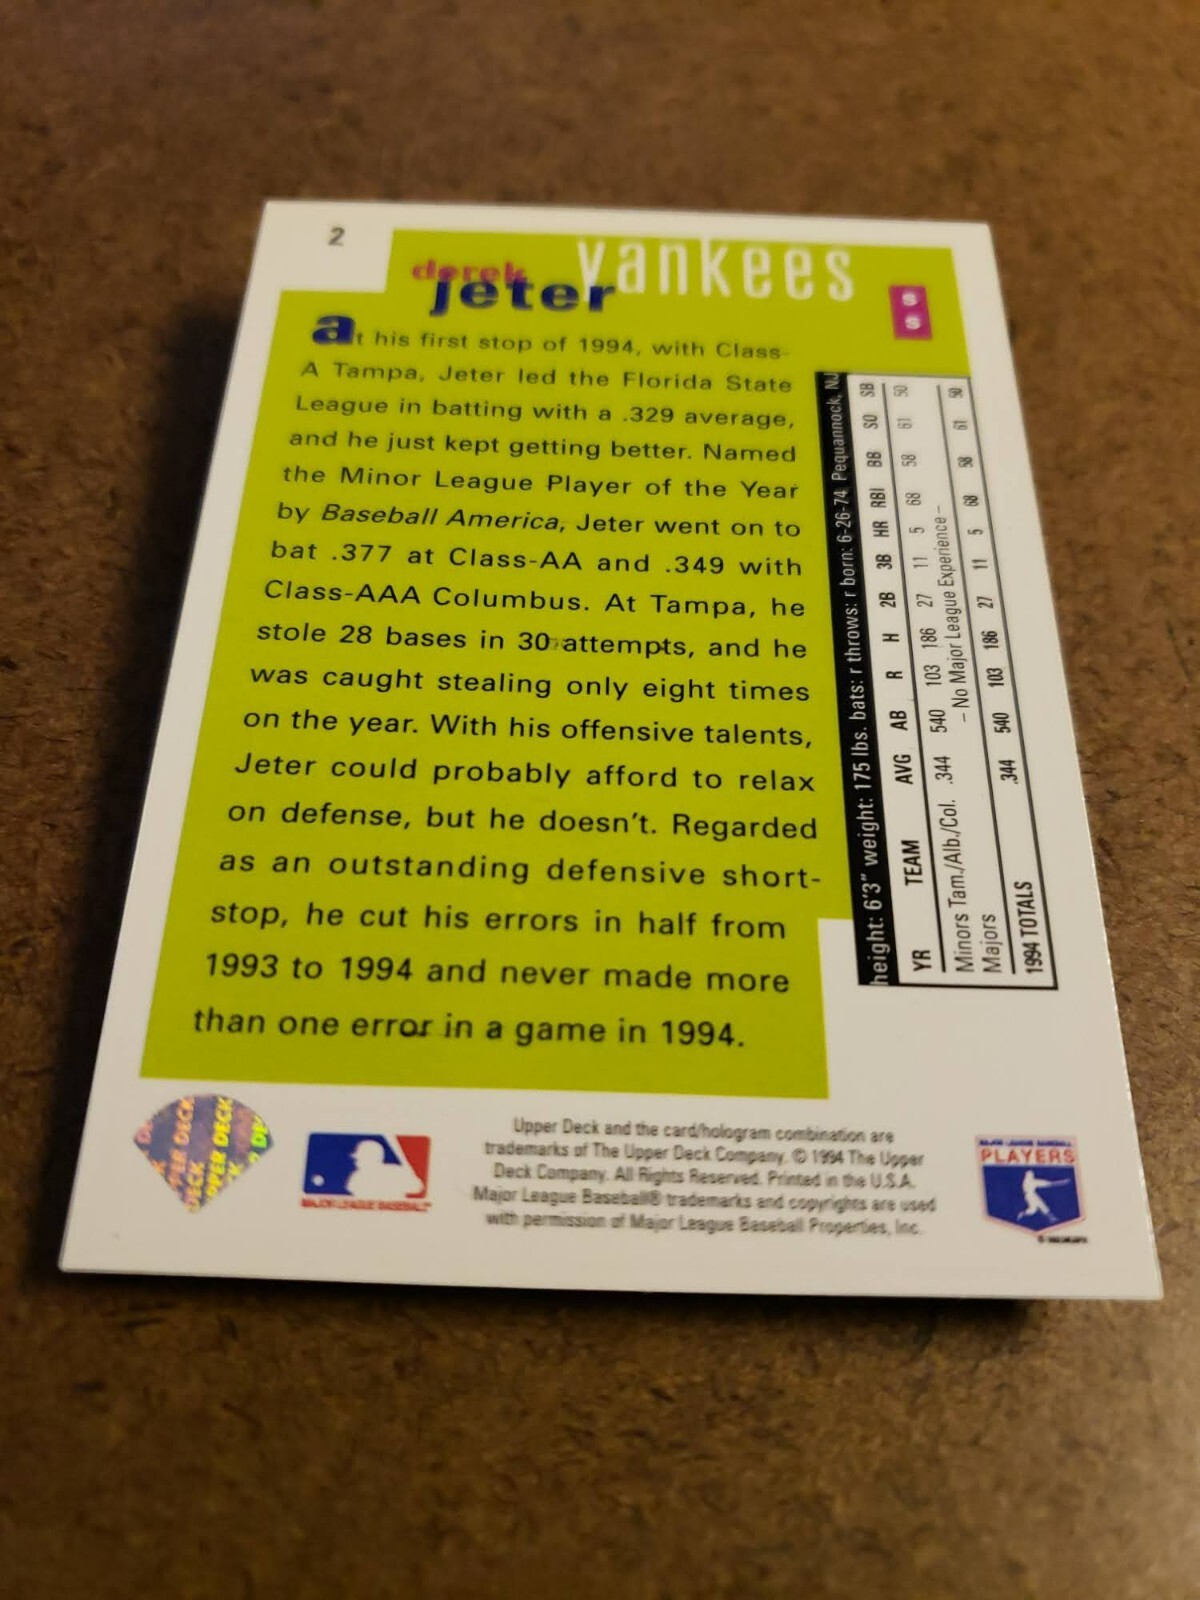 2
derek
jeter
yankees
SS
at his first stop of 1994, with Class-
A Tampa, Jeter led the Florida State
League in batting with a .329 average,
and he just kept getting better. Named
the Minor League Player of the Year
by Baseball America, Jeter went on to
bat .377 at Class-AA and .349 with
Class-AAA Columbus. At Tampa, he
stole 28 bases in 30 attempts, and he
was caught stealing only eight times
on the year. With his offensive talents,
Jeter could probably afford to relax
on defense, but he doesn't. Regarded
as an outstanding defensive short-
stop, he cut his errors in half from
1993 to 1994 and never made more
than one error in a game in 1994.
height: 6'3" weight: 175 lbs. bats: r throws: r born: 6-26-74 Pequannock, NJ
YR TEAM AVG AB R H 2B 3B HR RBI BB SO SB
Minors Tam./Alb./Col. .344 540 103 186 27 11 5 68 58 61 50
Majors – No Major League Experience –
1994 TOTALS .344 540 103 186 27 11 5 68 58 61 50
UPPER DECK
UPPER DECK
MAJOR LEAGUE BASEBALL
Upper Deck and the card/hologram combination are
trademarks of The Upper Deck Company. © 1994 The Upper
Deck Company. All Rights Reserved. Printed in the U.S.A.
Major League Baseball® trademarks and copyrights are used
with permission of Major League Baseball Properties, Inc.
MAJOR LEAGUE BASEBALL
PLAYERS